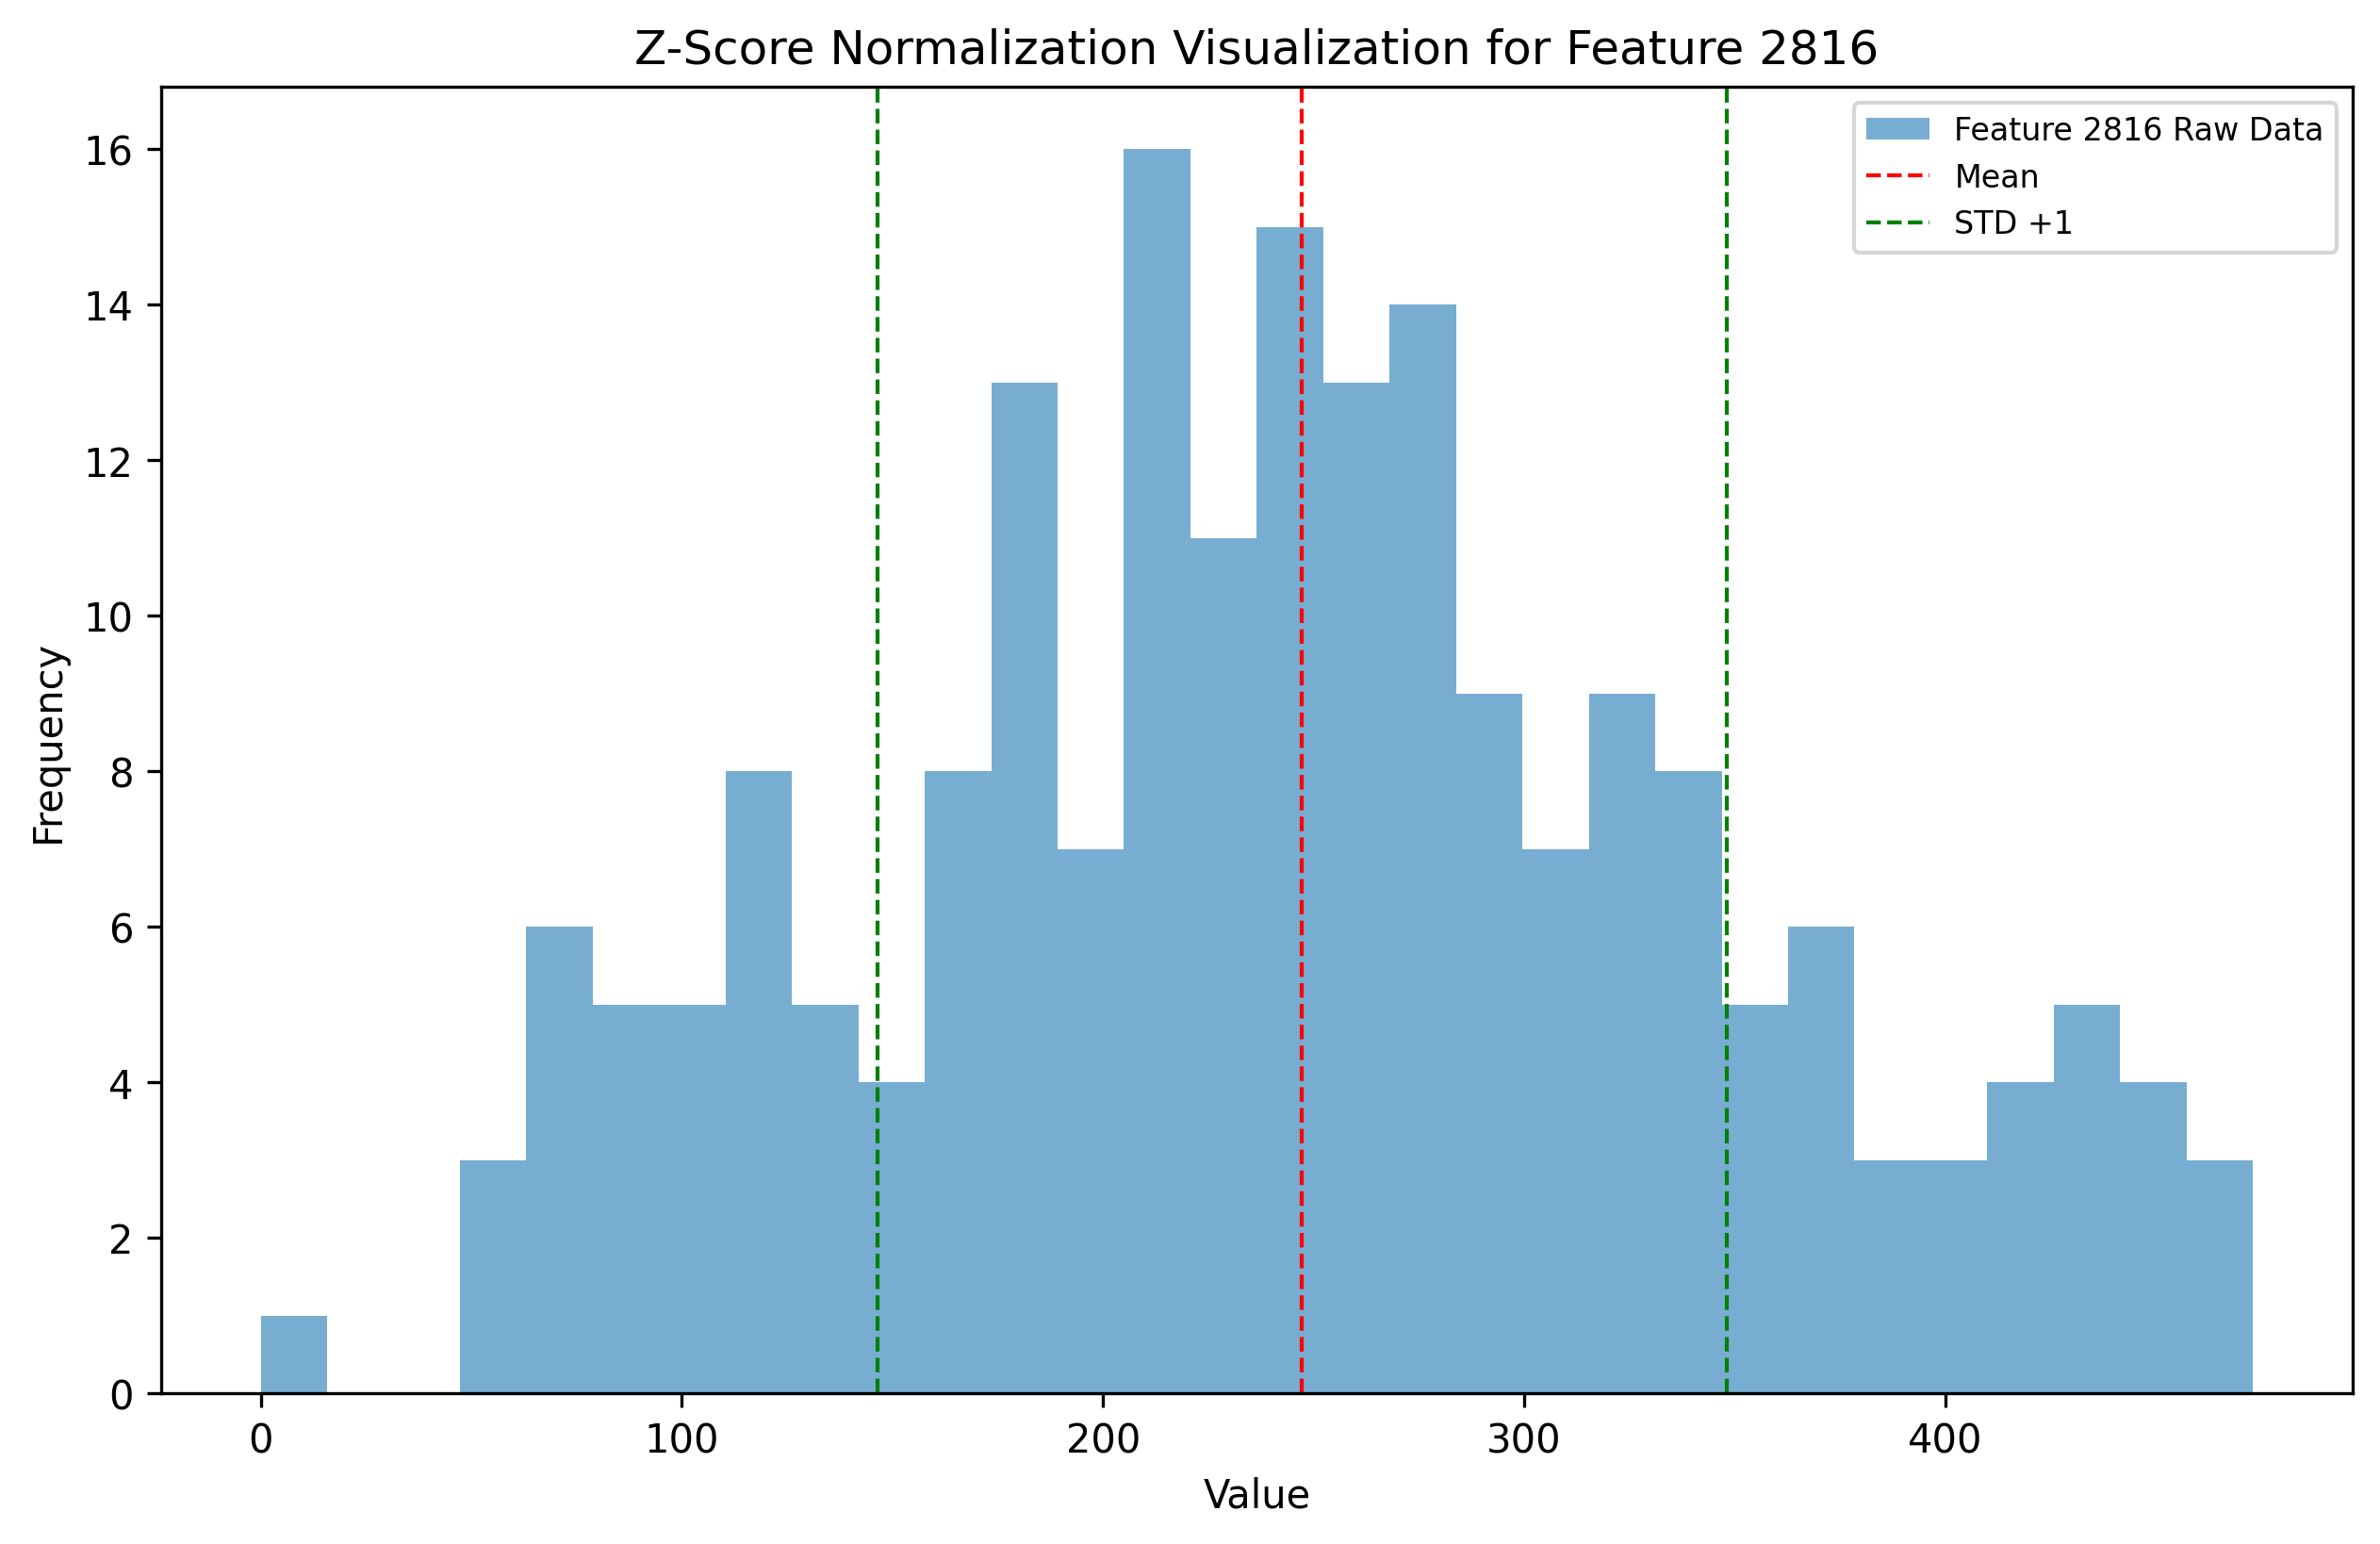 Z-Score Normalization Visualization for Feature 2816
Feature 2816 Raw Data
Mean
STD +1
16
14
12
10
8
6
4
2
0
Frequency
0 100 200 300 400
Value